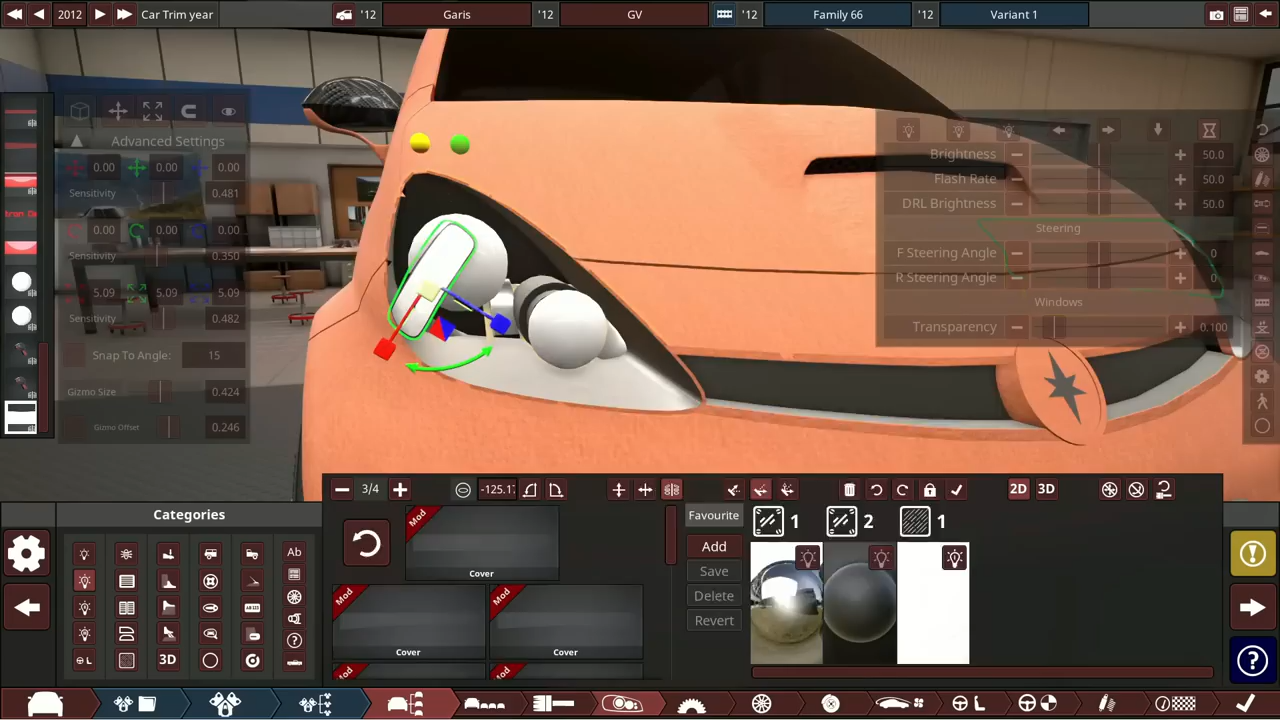 2012 Car Trim year '12 Garis '12 GV '12 Family 66 '12 Variant 1
Advanced Settings
0.00 0.00 0.00
Sensitivity 0.481
0.00 0.00 0.00
Sensitivity 0.350
5.09 5.09 5.09
Sensitivity 0.482
Snap To Angle: 15
Gizmo Size 0.424
Gizmo Offset 0.246
Brightness 50.0
Flash Rate 50.0
DRL Brightness 50.0
Steering
F Steering Angle 0
R Steering Angle 0
Windows
Transparency 0.100
3/4 -125.1 2D 3D
Categories
Ab
3D
L
Mod
Cover
Mod
Cover
Mod
Cover
Mod
Mod
Favourite
Add
Save
Delete
Revert
1 2 1